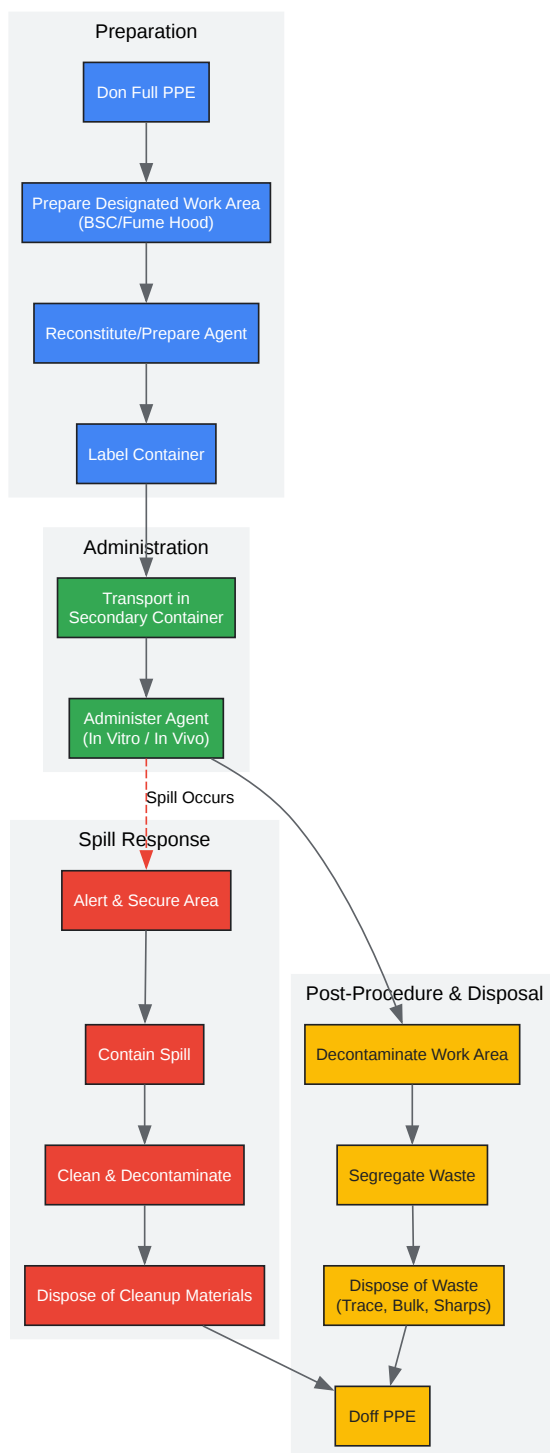 Preparation
Don Full PPE
Prepare Designated Work Area
(BSC/Fume Hood)
Reconstitute/Prepare Agent
Label Container
Administration
Transport in
Secondary Container
Administer Agent
(In Vitro / In Vivo)
Spill Occurs
Spill Response
Alert & Secure Area
Contain Spill
Clean & Decontaminate
Dispose of Cleanup Materials
Post-Procedure & Disposal
Decontaminate Work Area
Segregate Waste
Dispose of Waste
(Trace, Bulk, Sharps)
Doff PPE